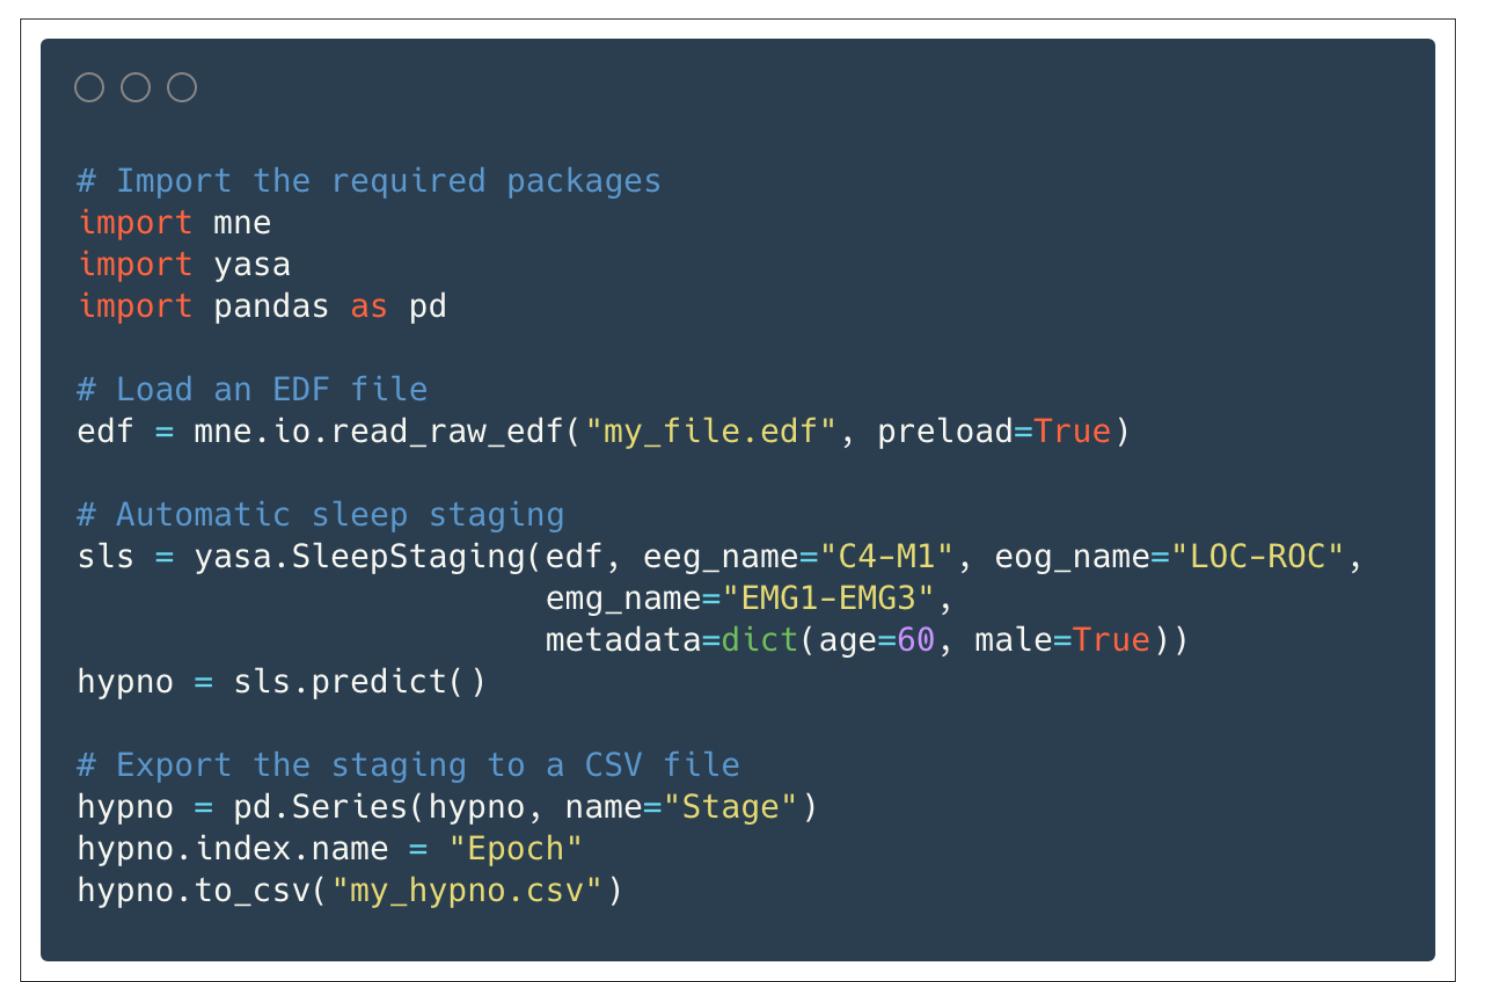 # Import the required packages
import mne
import yasa
import pandas as pd
# Load an EDF file
edf = mne.io.read_raw_edf("my_file.edf", preload=True)
# Automatic sleep staging
sls = yasa.SleepStaging(edf, eeg_name="C4-M1", eog_name="LOC-ROC",
emg_name="EMG1-EMG3",
metadata=dict(age=60, male=True))
hypno = sls.predict()
# Export the staging to a CSV file
hypno = pd.Series(hypno, name="Stage")
hypno.index.name = "Epoch"
hypno.to_csv("my_hypno.csv")